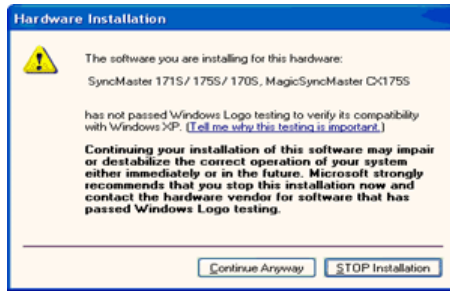 Hardware Installation
The software you are installing for this hardware:
SyncMaster 171S/ 175S/ 170S, MagicSyncMaster CX175S
has not passed Windows Logo testing to verify its compatibility
with Windows XP. (Tell me why this testing is important.)
Continuing your installation of this software may impair
or destabilize the correct operation of your system
either immediately or in the future. Microsoft strongly
recommends that you stop this installation now and
contact the hardware vendor for software that has
passed Windows Logo testing.
Continue Anyway
STOP Installation